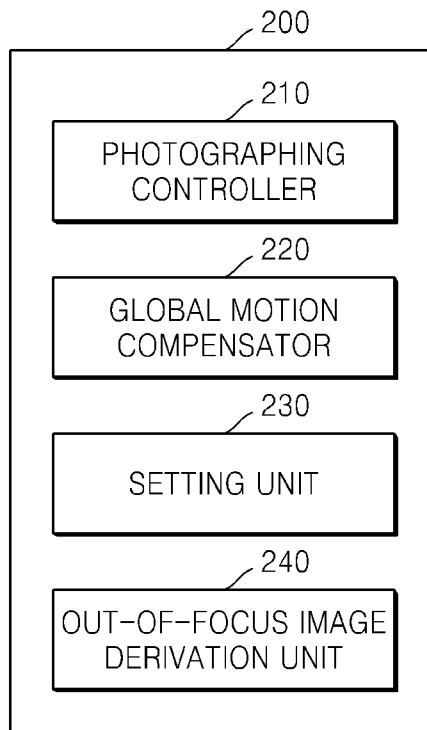 200
210
PHOTOGRAPHING
CONTROLLER
220
GLOBAL MOTION
COMPENSATOR
230
SETTING UNIT
240
OUT-OF-FOCUS IMAGE
DERIVATION UNIT